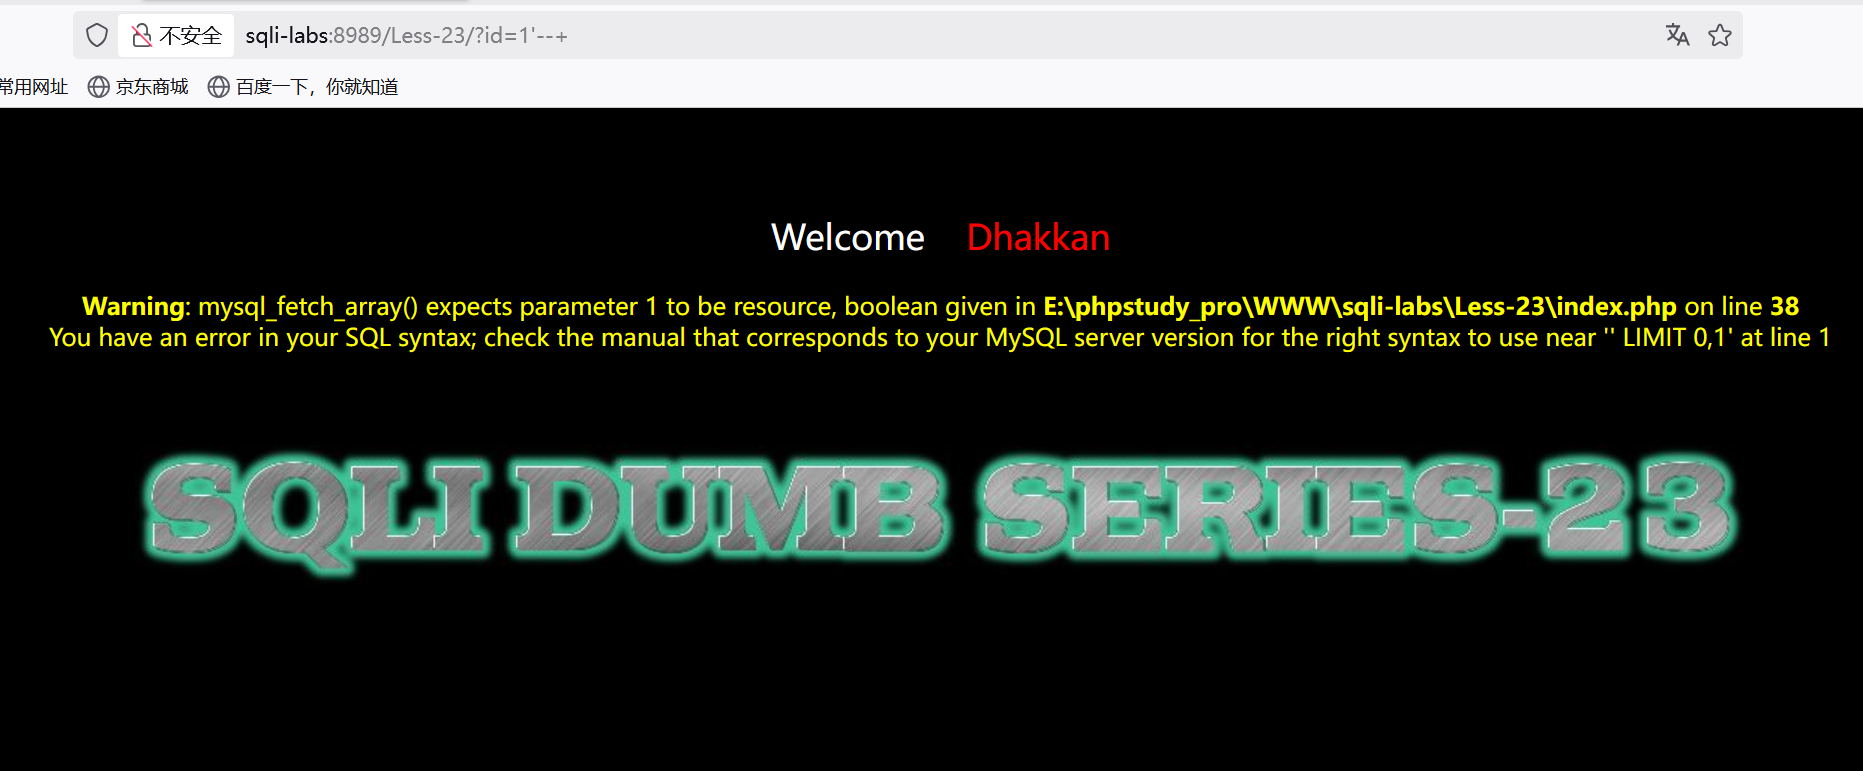 不安全 sqli-labs:8989/Less-23/?id=1'--+
常用网址 京东商城 百度一下，你就知道
Welcome Dhakkan
Warning: mysql_fetch_array() expects parameter 1 to be resource, boolean given in E:\phpstudy_pro\WWW\sqli-labs\Less-23\index.php on line 38
You have an error in your SQL syntax; check the manual that corresponds to your MySQL server version for the right syntax to use near '' LIMIT 0,1' at line 1
SQLI DUMB SERIES-23